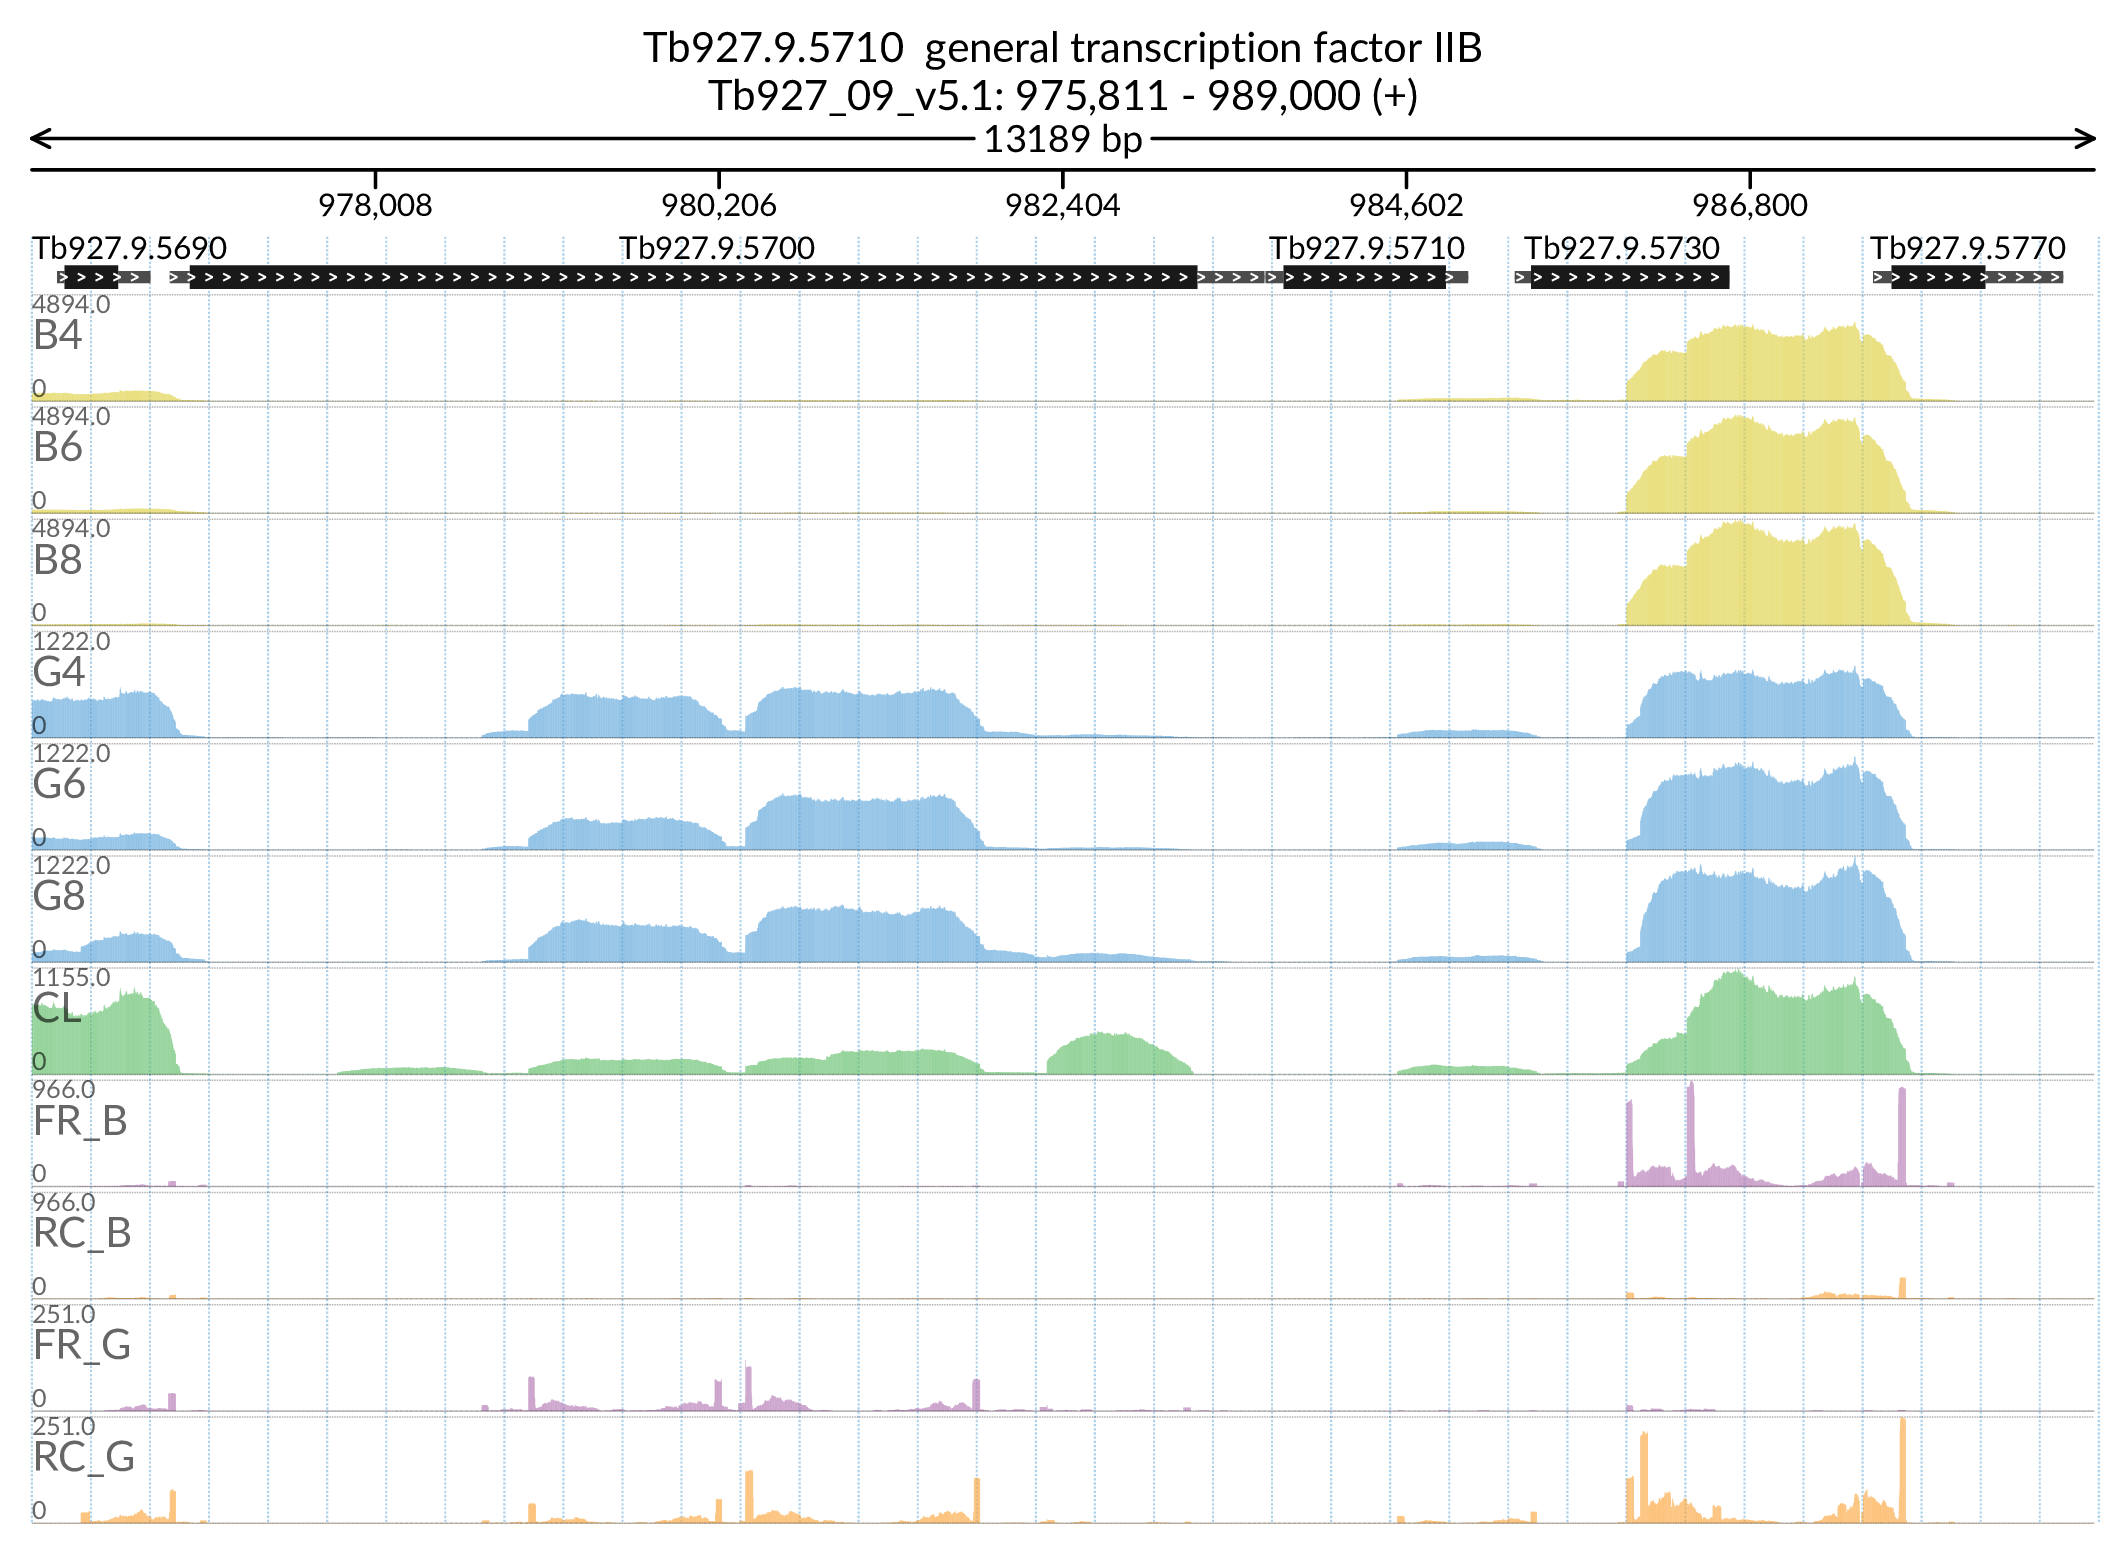 Tb927.9.5710  general transcription factor IIB
Tb927_09_v5.1: 975,811 - 989,000 (+)
13189 bp
978,008 980,206 982,404 984,602 986,800
Tb927.9.5690 Tb927.9.5700 Tb927.9.5710 Tb927.9.5730 Tb927.9.5770
4894.0
B4
0
4894.0
B6
0
4894.0
B8
0
1222.0
G4
0
1222.0
G6
0
1222.0
G8
0
1155.0
CL
0
966.0
FR_B
0
966.0
RC_B
0
251.0
FR_G
0
251.0
RC_G
0